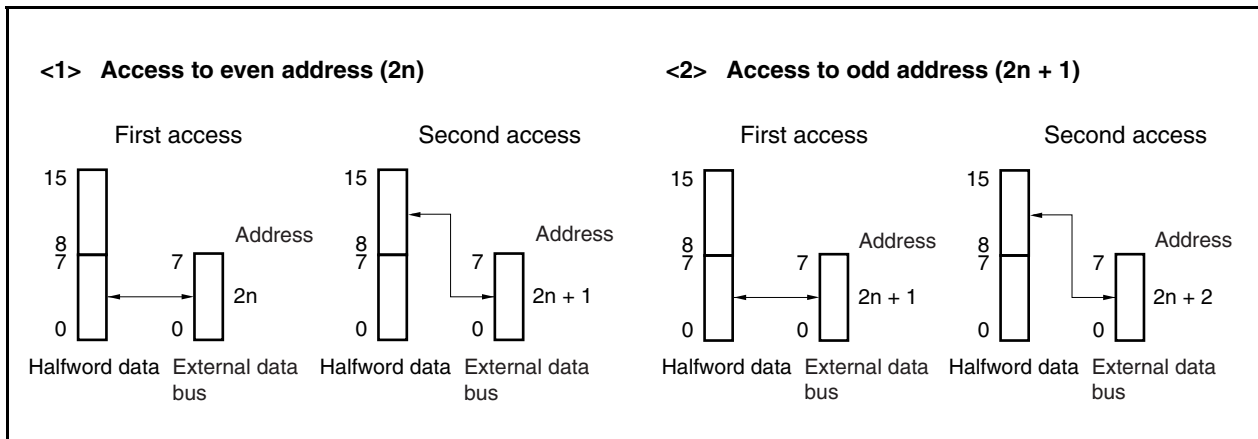 <1> Access to even address (2n)
First access
15
8
7
0
7
0
Address
2n
Halfword data
External data
bus
Second access
15
8
7
0
7
0
Address
2n + 1
Halfword data
External data
bus
<2> Access to odd address (2n + 1)
First access
15
8
7
0
7
0
Address
2n + 1
Halfword data
External data
bus
Second access
15
8
7
0
7
0
Address
2n + 2
Halfword data
External data
bus